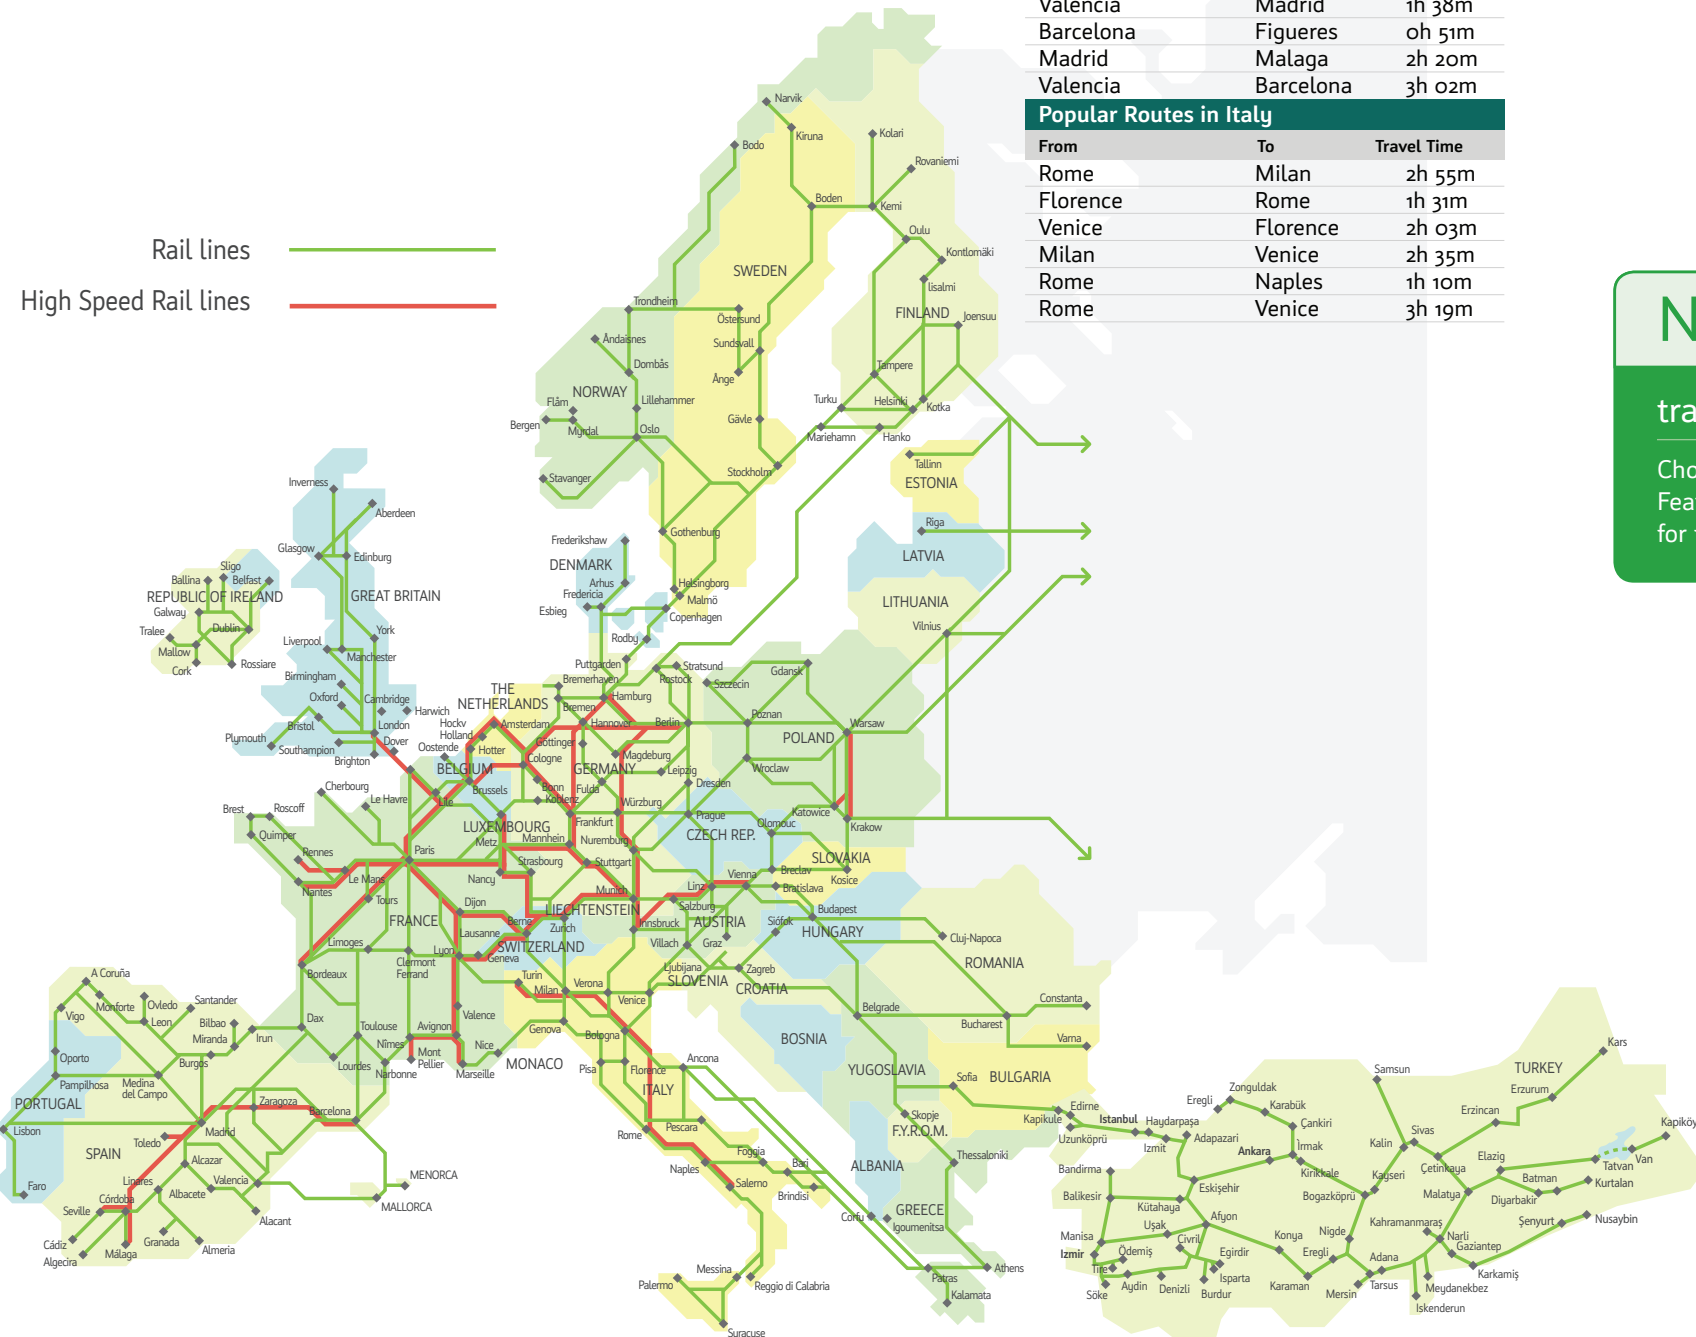 Valencia Madrid 1h 38m
Barcelona Figueres 0h 51m
Madrid Malaga 2h 20m
Valencia Barcelona 3h 02m
Popular Routes in Italy
From To Travel Time
Rome Milan 2h 55m
Florence Rome 1h 31m
Venice Florence 2h 03m
Milan Venice 2h 35m
Rome Naples 1h 10m
Rome Venice 3h 19m
Rail lines
High Speed Rail lines
N
tra
Cho
Fea
for
Narvik
Kiruna
Kolari
Bodo
Rovaniemi
Boden
Kemi
Oulu
Kontlomäki
Iisalmi
SWEDEN
Trondheim
Östersund
FINLAND
Joensuu
Sundsvall
Åndalsnes
Dombås
Ånge
Tampere
NORWAY
Lillehammer
Flåm
Turku
Helsinki
Kotka
Bergen
Myrdal
Oslo
Gävle
Mariehamn
Hanko
Stavanger
Stockholm
Tallinn
ESTONIA
Inverness
Aberdeen
Gothenburg
Riga
LATVIA
Glasgow
Edinburg
Frederikshaw
DENMARK
Sligo
Ballina
Belfast
REPUBLIC OF IRELAND
GREAT BRITAIN
Arhus
Fredericia
Esbieg
Helsingborg
Malmö
Copenhagen
LITHUANIA
Galway
Dublin
Tralee
Mallow
Cork
Rossiare
Liverpool
York
Manchester
Rodby
Vilnius
Puttgarden
Stratsund
Rostock
Gdansk
Szczecin
Birmingham
Oxford
Cambridge
Harwich
THE
NETHERLANDS
Bremerhaven
Hamburg
Bremen
Bristol
London
Hockv
Holland
Amsterdam
Hannover
Berlin
Poznan
Warsaw
Plymouth
Southampion
Dover
Oostende
Hotter
Göttinger
POLAND
Brighton
BELGIUM
Cologne
GERMANY
Magdeburg
Leipzig
Wroclaw
Cherbourg
Le Havre
Lile
Brussels
Bonn
Koblenz
Fulda
Dresden
Brest
Roscoff
Würzburg
Katowice
Quimper
LUXEMBOURG
Frankfurt
Prague
Olomouc
Krakow
CZECH REP.
Rennes
Paris
Metz
Mannheim
Nuremburg
SLOVAKIA
Strasbourg
Stuttgart
Breclav
Kosice
Le Mans
Nancy
Vienna
Nantes
Munich
Linz
Bratislava
Tours
Dijon
LIECHTENSTEIN
Salzburg
Budapest
FRANCE
Berne
Zurich
Innsbruck
AUSTRIA
Siófok
HUNGARY
Lausanne
SWITZERLAND
Villach
Graz
Cluj-Napoca
Limoges
Lyon
Geneva
Clermont
Ferrand
ROMANIA
Bordeaux
Turin
Milan
Verona
Ljubijana
SLOVENIA
Zagreb
CROATIA
A Coruña
Monforte
Ovledo
Santander
Venice
Constanta
Vigo
Leon
Bilbao
Miranda
Dax
Toulouse
Avignon
Valence
Genova
Belgrade
Bucharest
Irun
Nîmes
Bologna
BOSNIA
Varna
Oporto
Burgos
Lourdes
Narbonne
Mont
Pellier
Nice
Marseille
MONACO
Pisa
Florence
Ancona
YUGOSLAVIA
Pampilhosa
Medina
del Campo
ITALY
Sofia
BULGARIA
PORTUGAL
Zaragoza
Barcelona
Lisbon
Madrid
Rome
Pescara
Skopje
F.Y.R.O.M.
Toledo
SPAIN
Alcazar
Foggia
Naples
Bari
ALBANIA
Thessaloniki
Faro
Linares
Valencia
MENORCA
Córdoba
Albacete
MALLORCA
Salerno
Brindisi
Seville
Alacant
Corfu
GREECE
Igoumenitsa
Cádiz
Algecira
Málaga
Granada
Almeria
Messina
Palermo
Reggio di Calabria
Patras
Athens
Kalamata
Suracuse
Samsun
TURKEY
Kars
Zonguldak
Eregli
Erzurum
Edirne
Kapikule
Istanbul
Haydarpaşa
Karabük
Çankiri
Erzincan
Kapiköy
Uzunköprü
Izmit
Adapazari
Ankara
Irmak
Kalin
Sivas
Bandirma
Kirikkale
Çetinkaya
Elazig
Tatvan
Van
Balikesir
Eskişehir
Kayseri
Bogazköprü
Malatya
Batman
Kurtalan
Diyarbakir
Kütahaya
Afyon
Manisa
Uşak
Kahramanmaraş
Şenyurt
Nusaybin
Izmir
Civril
Konya
Nigde
Narli
Gaziantep
Ödemiş
Egirdir
Eregli
Adana
Tire
Isparta
Karkamiş
Söke
Aydin
Denizli
Burdur
Karaman
Mersin
Tarsus
Meydanekbez
Iskenderun